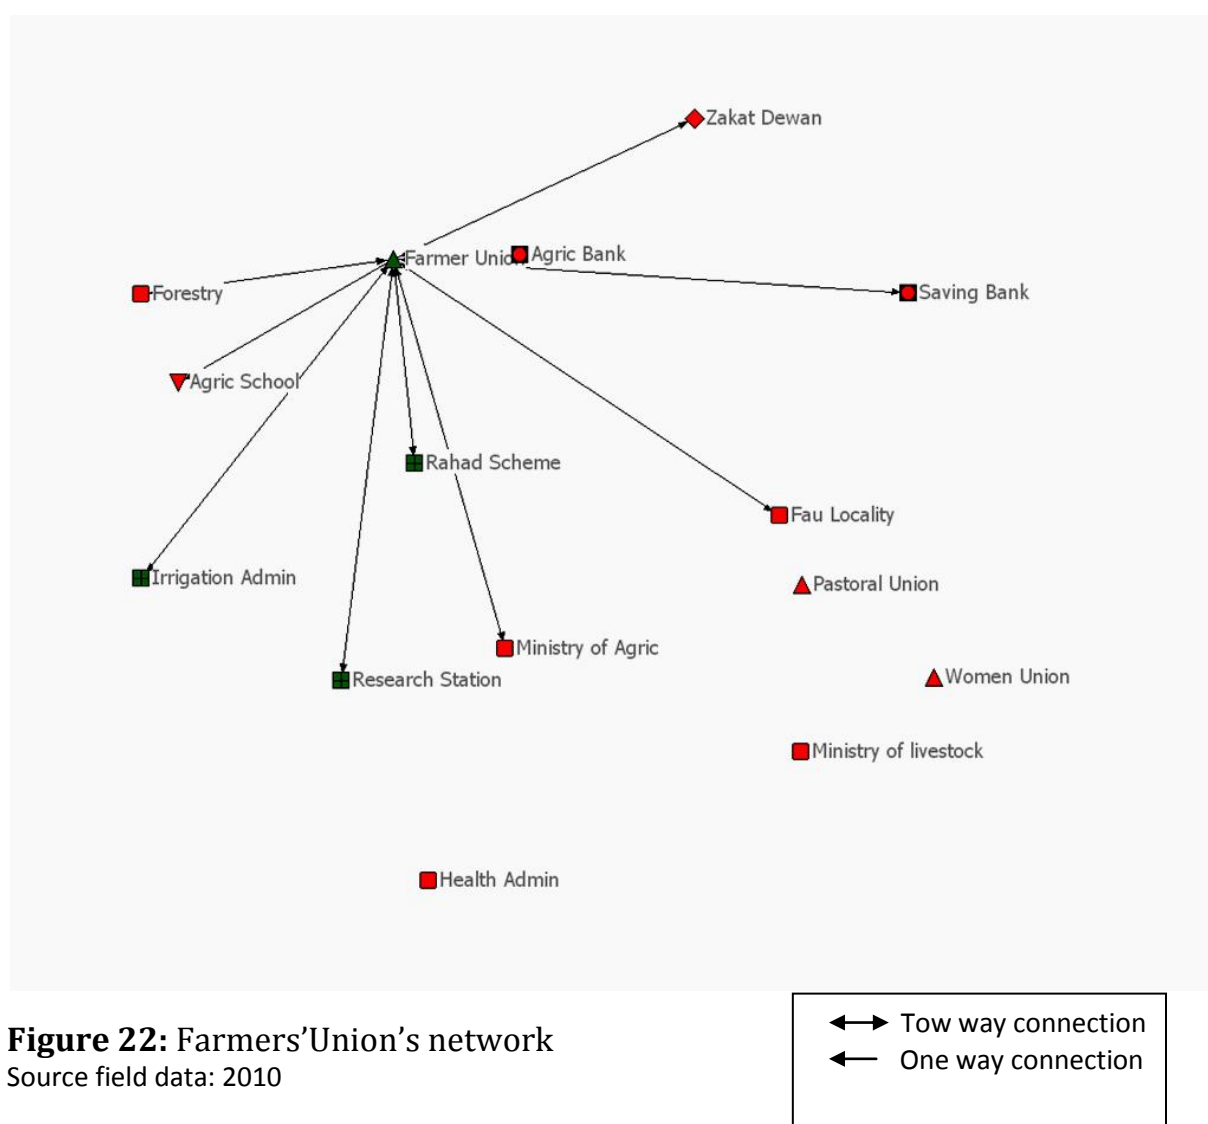 Zakat Dewan
Farmer Union
Agric Bank
Forestry
Saving Bank
Agric School
Rahad Scheme
Fau Locality
Irrigation Admin
Pastoral Union
Ministry of Agric
Research Station
Women Union
Ministry of livestock
Health Admin
Figure 22: Farmers'Union's network
Source field data: 2010
Tow way connection
One way connection